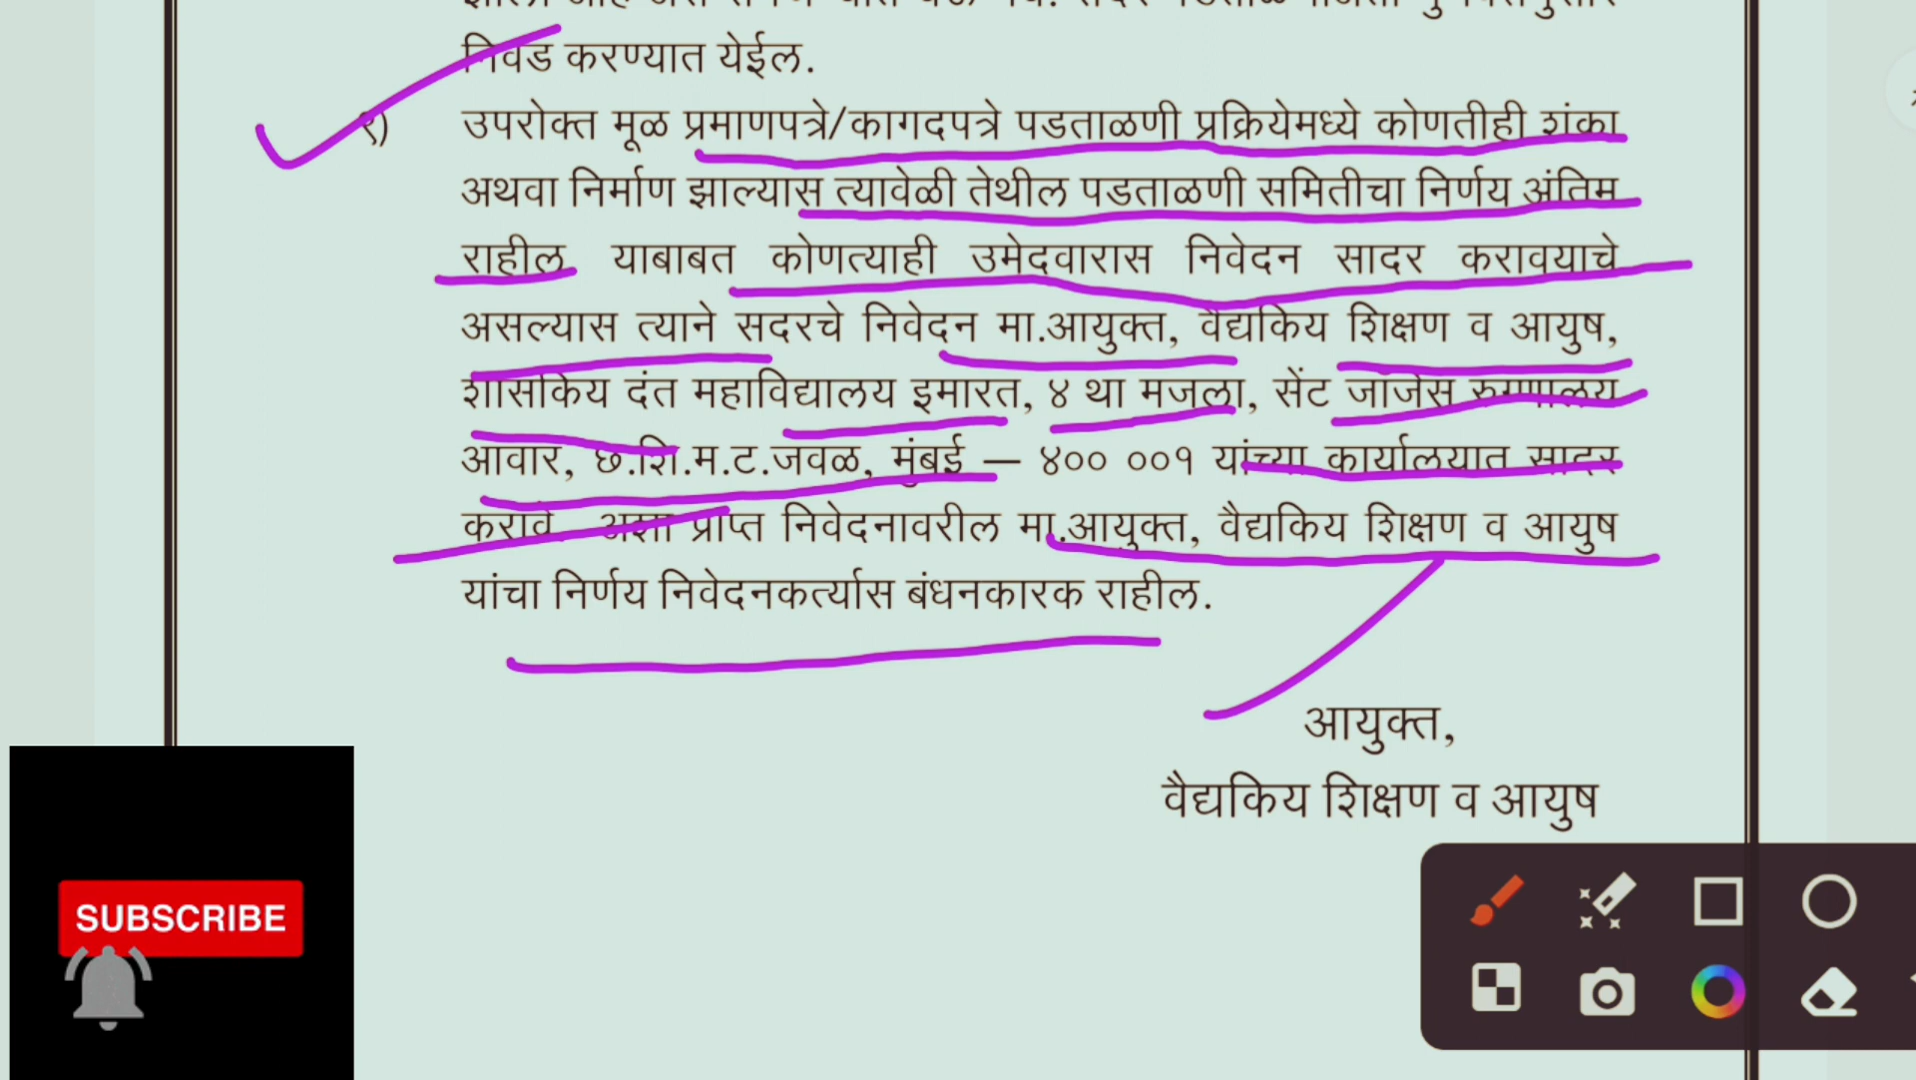 निवड करण्यात येईल.
१) उपरोक्त मूळ प्रमाणपत्रे/कागदपत्रे पडताळणी प्रक्रियेमध्ये कोणतीही शंका
अथवा निर्माण झाल्यास त्यावेळी तेथील पडताळणी समितीचा निर्णय अंतिम
राहील याबाबत कोणत्याही उमेदवारास निवेदन सादर करावयाचे
असल्यास त्याने सदरचे निवेदन मा.आयुक्त, वैद्यकिय शिक्षण व आयुष,
शासकिय दंत महाविद्यालय इमारत, ४ था मजला, सेंट जॉर्जेस रुग्णालय
आवार, छ.शि.म.ट.जवळ, मुंबई — ४०० ००१ यांच्या कार्यालयात सादर
करावे. अशा प्राप्त निवेदनावरील मा.आयुक्त, वैद्यकिय शिक्षण व आयुष
यांचा निर्णय निवेदनकर्त्यास बंधनकारक राहील.
आयुक्त,
वैद्यकिय शिक्षण व आयुष
SUBSCRIBE